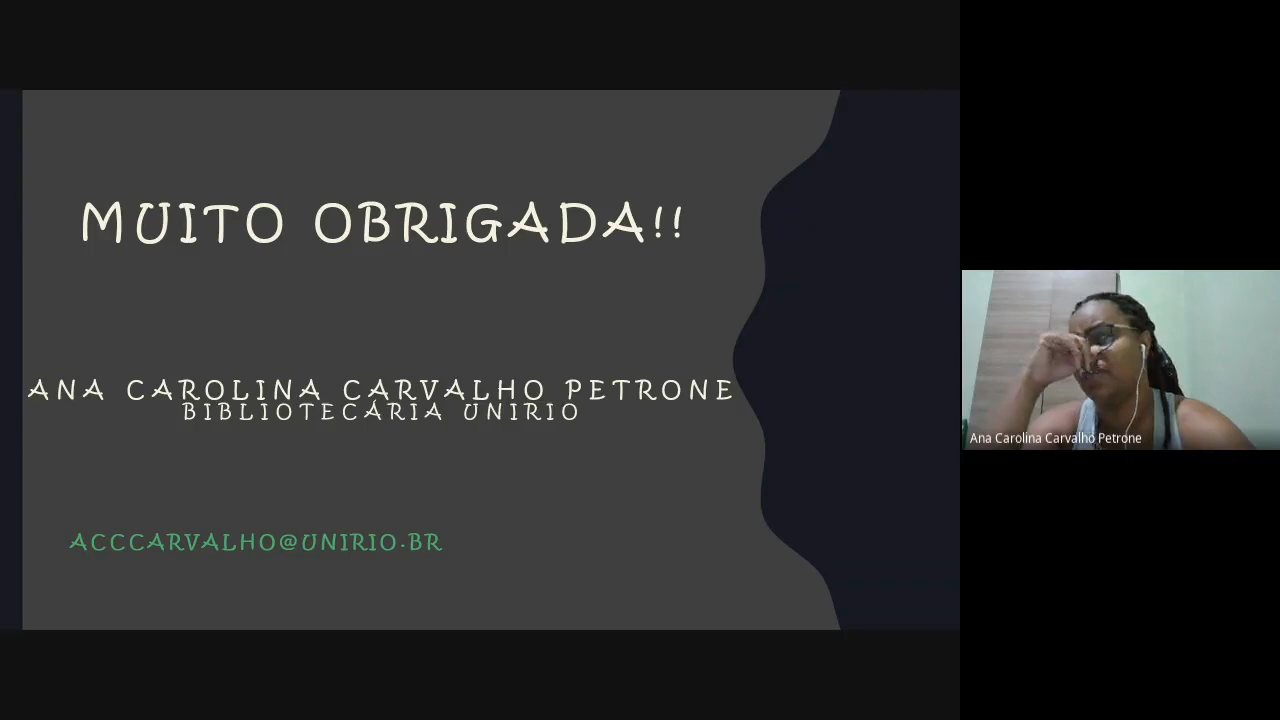 MUITO OBRIGADA!!
ANA CAROLINA CARVALHO PETRONE
BIBLIOTECÁRIA UNIRIO
ACCCARVALHO@UNIRIO.BR
Ana Carolina Carvalho Petrone